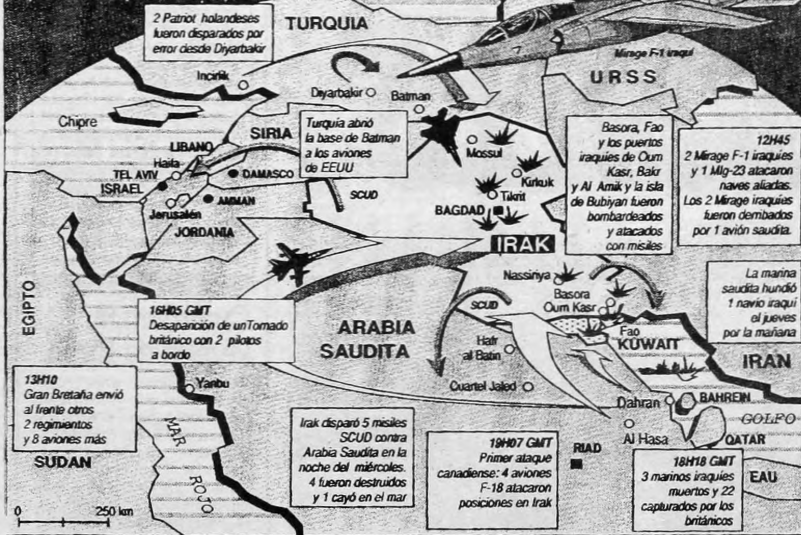 2 Patriot holandeses
fueron disparados por
error desde Diyarbakir
TURQUIA
Mirage F-1 iraquí
URSS
Incirlik
Diyarbakir
Batman
Chipre
SIRIA
Turquía abrió
la base de Batman
a los aviones
de EEUU
LIBANO
Haifa
TEL AVIV
ISRAEL
DAMASCO
Jerusalén
AMMAN
JORDANIA
SCUD
Mossul
Kirkuk
Tikrit
BAGDAD
IRAK
Basora, Fao
y los puertos
iraquíes de Oum
Kasr, Bakr
y Al Amik y la isla
de Bubiyan fueron
bombardeados
y atacados
con misiles
12H45
2 Mirage F-1 iraquíes
y 1 Mig-23 atacaron
naves aliadas.
Los 2 Mirage iraquíes
fueron derribados
por 1 avión saudita.
La marina
saudita hundió
1 navío iraquí
el jueves
por la mañana
Nassiriya
Basora
Oum Kasr
SCUD
Fao
KUWAIT
IRAN
EGIPTO
16H05 GMT
Desaparición de un Tornado
británico con 2 pilotos
a bordo
ARABIA
SAUDITA
Hafr
al Batin
Cuartel Jaled
Yanbu
13H10
Gran Bretaña envió
al frente otros
2 regimientos
y 8 aviones más
SUDAN
MAR
ROJO
Irak disparó 5 misiles
SCUD contra
Arabia Saudita en la
noche del miércoles.
4 fueron destruidos
y 1 cayó en el mar
19H07 GMT
Primer ataque
canadiense: 4 aviones
F-18 atacaron
posiciones en Irak
RIAD
Dahran
BAHREIN
GOLFO
Al Hasa
QATAR
18H18 GMT
3 marinos iraquíes
muertos y 22
capturados por los
británicos
EAU
0 250 km